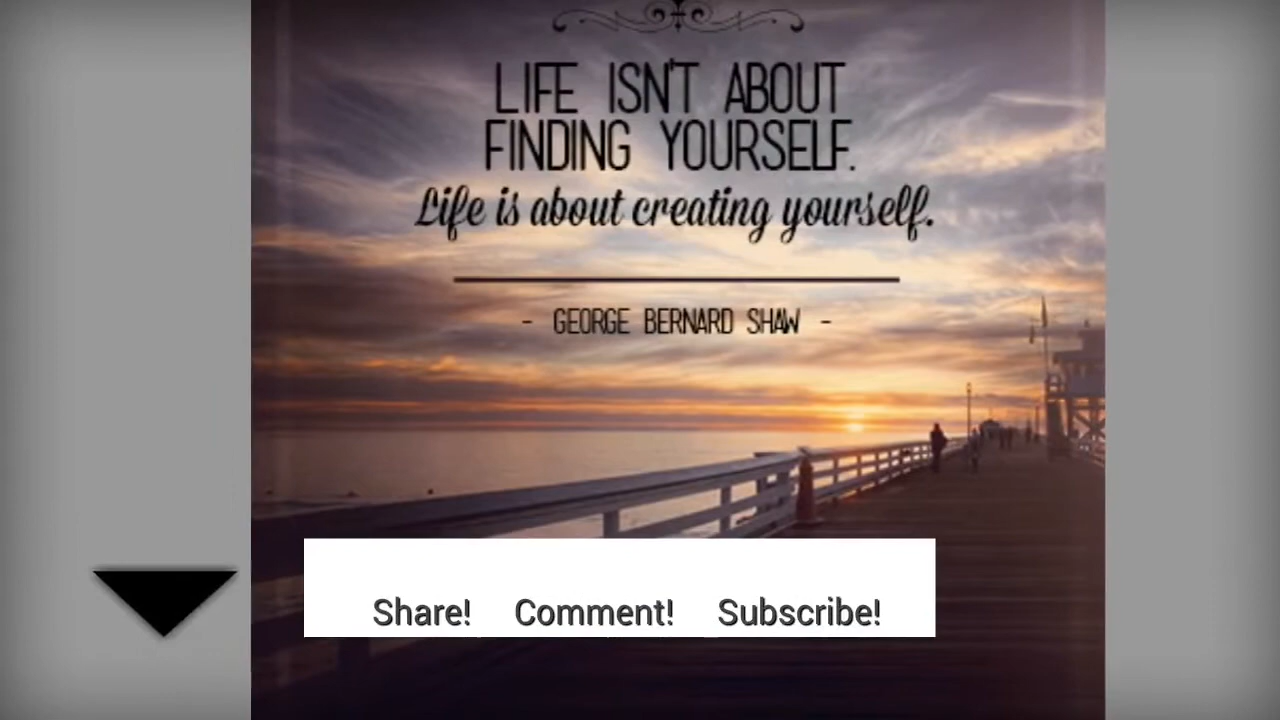 LIFE ISN'T ABOUT
FINDING YOURSELF.
Life is about creating yourself.
- GEORGE BERNARD SHAW -
Share! Comment! Subscribe!